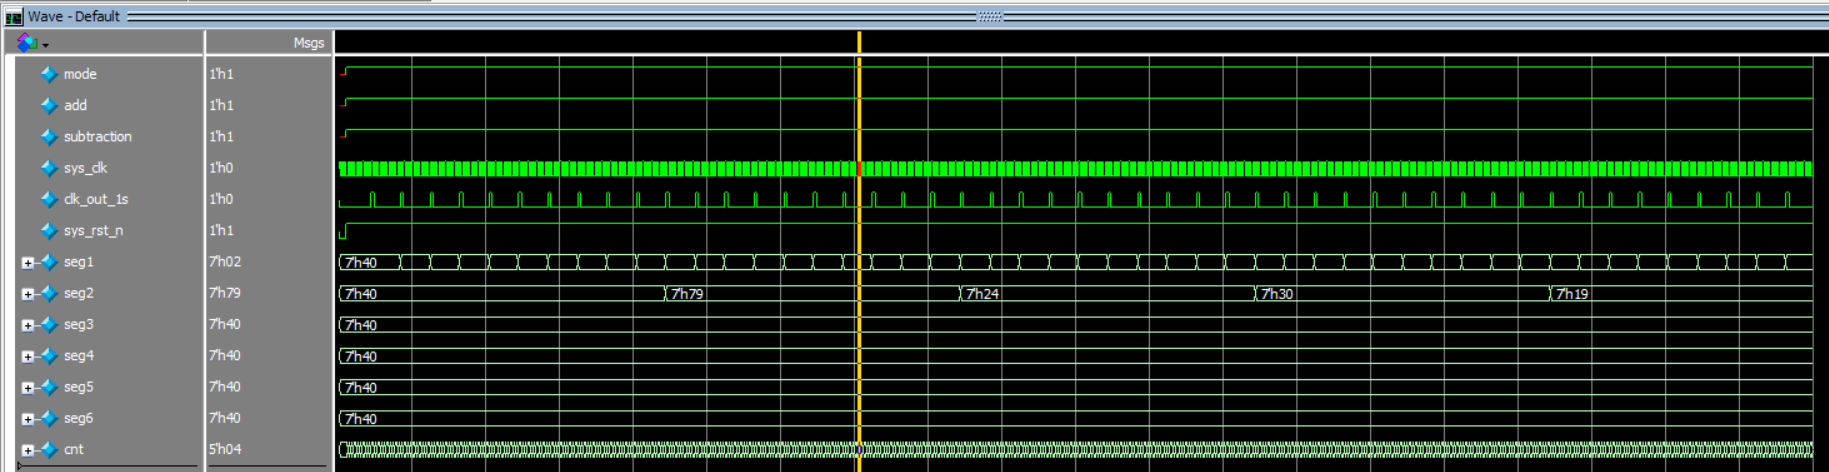 Wave - Default
Msgs
mode 1'h1
add 1'h1
subtraction 1'h1
sys_clk 1'h0
clk_out_1s 1'h0
sys_rst_n 1'h1
seg1 7'h02 7'h40
seg2 7'h79 7'h40 7'h79 7'h24 7'h30 7'h19
seg3 7'h40 7'h40
seg4 7'h40 7'h40
seg5 7'h40 7'h40
seg6 7'h40 7'h40
cnt 5'h04